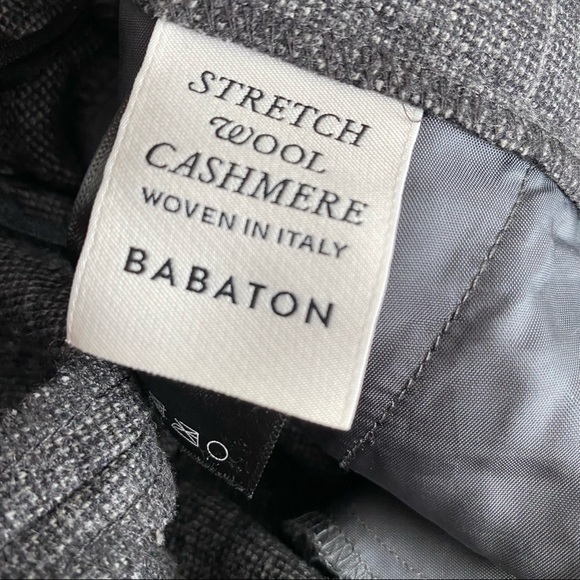 STRETCH
WOOL
CASHMERE
WOVEN IN ITALY
BABATON